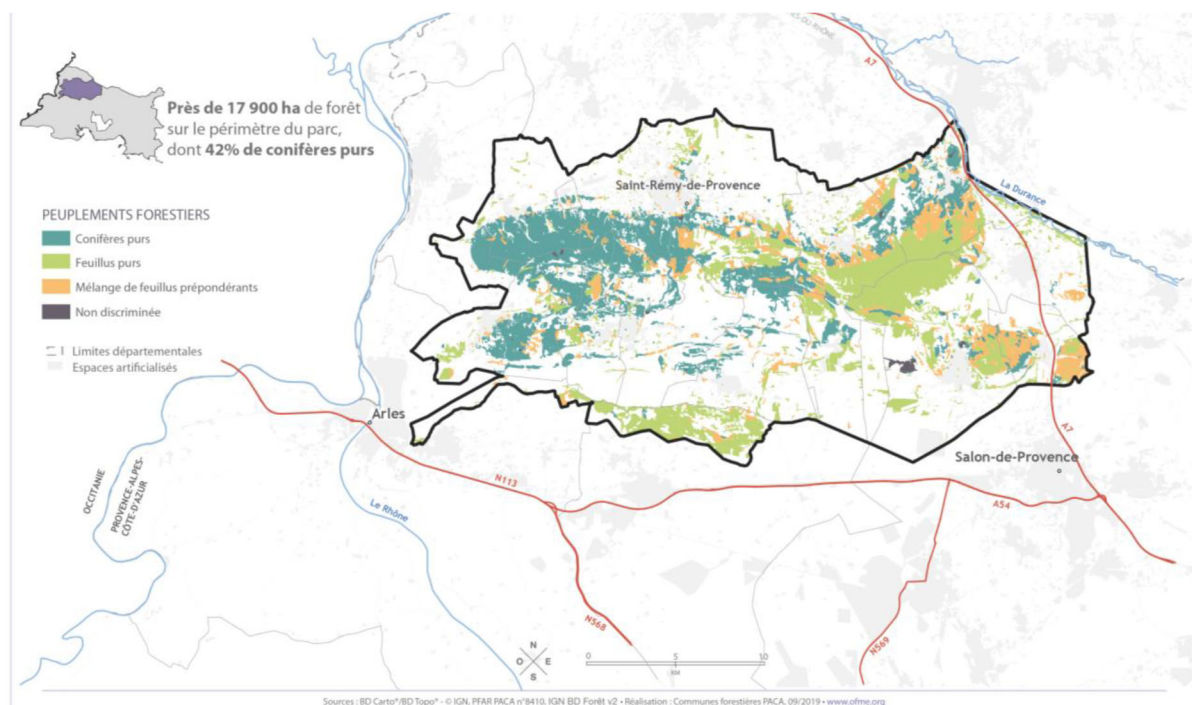 Près de 17 900 ha de forêt
sur le périmètre du parc,
dont 42% de conifères purs
PEUPLEMENTS FORESTIERS
Conifères purs
Feuillus purs
Mélange de feuillus prépondérants
Non discriminée
Limites départementales
Espaces artificialisés
A7
La Durance
Saint-Rémy-de-Provence
Arles
Salon-de-Provence
A7
N113
A54
OCCITANIE
PROVENCE-ALPES-
CÔTE-D'AZUR
Le Rhône
N568
N569
N
O E
S
0 5 10
KM
Sources : BD Carto®/BD Topo® - © IGN, PFAR PACA n°8410, IGN BD Forêt v2 • Réalisation : Communes forestières PACA, 09/2019 • www.ofme.org